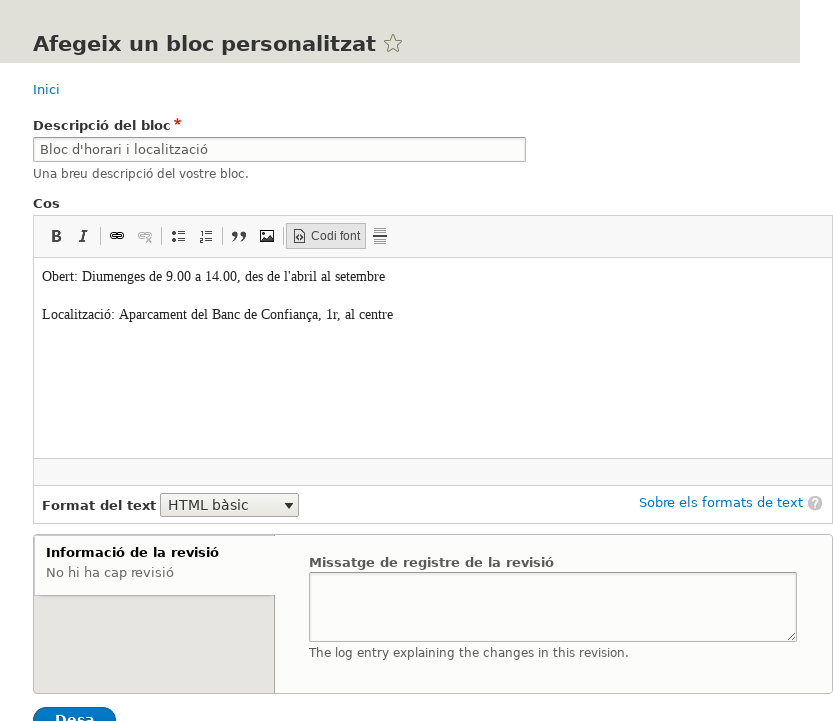 Afegeix un bloc personalitzat
Inici
Descripció del bloc*
Bloc d'horari i localització
Una breu descripció del vostre bloc.
Cos
B I Codi font
Obert: Diumenges de 9.00 a 14.00, des de l'abril al setembre
Localització: Aparcament del Banc de Confiança, 1r, al centre
Format del text HTML bàsic Sobre els formats de text ?
Informació de la revisió
No hi ha cap revisió
Missatge de registre de la revisió
The log entry explaining the changes in this revision.
Desa